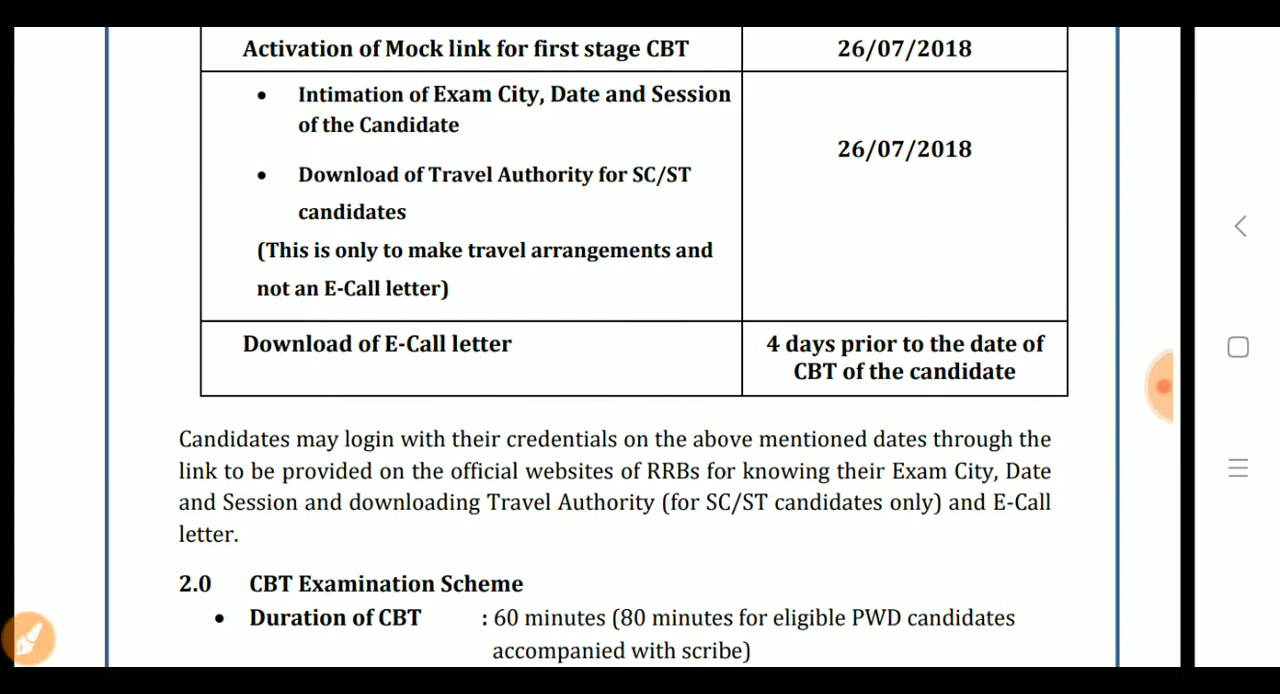 Activation of Mock link for first stage CBT
26/07/2018
• Intimation of Exam City, Date and Session
of the Candidate
• Download of Travel Authority for SC/ST
candidates
(This is only to make travel arrangements and
not an E-Call letter)
26/07/2018
Download of E-Call letter
4 days prior to the date of
CBT of the candidate
Candidates may login with their credentials on the above mentioned dates through the
link to be provided on the official websites of RRBs for knowing their Exam City, Date
and Session and downloading Travel Authority (for SC/ST candidates only) and E-Call
letter.
2.0 CBT Examination Scheme
• Duration of CBT : 60 minutes (80 minutes for eligible PWD candidates
accompanied with scribe)